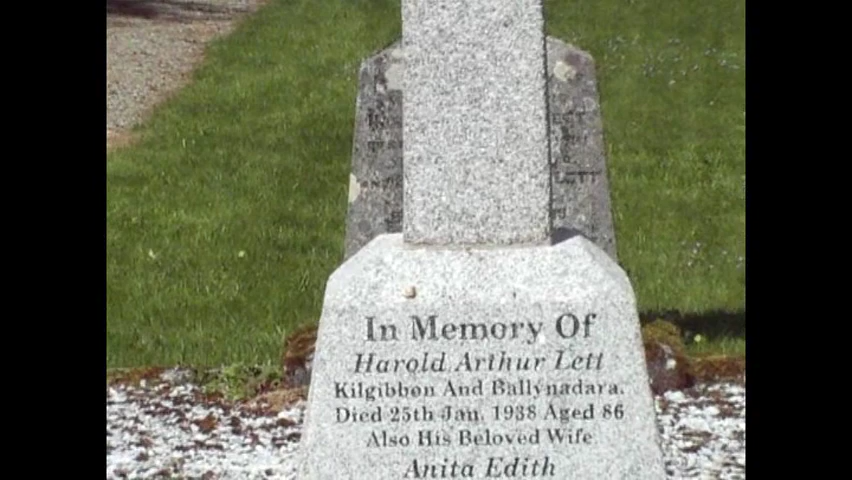 In Memory Of
Harold Arthur Lett
Kilgibbon And Ballynadara.
Died 25th Jan. 1938 Aged 86
Also His Beloved Wife
Anita Edith